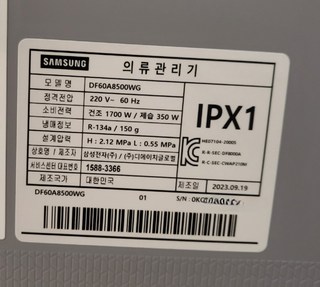 SAMSUNG 의류관리기
모델명 DF60A8500WG
정격전압 220 V~ 60 Hz
소비전력 건조 1700 W / 제습 350 W
냉매정보 R-134a / 150 g
설계압력 H : 2.12 MPa L : 0.55 MPa
상호명 / 제조자 삼성전자(주) / (주)디에이치글로벌
서비스센터 대표번호 1588-3366
제조국가 대한민국
IPX1
제조일 2023.09.19
DF60A8500WG 01 S/N :